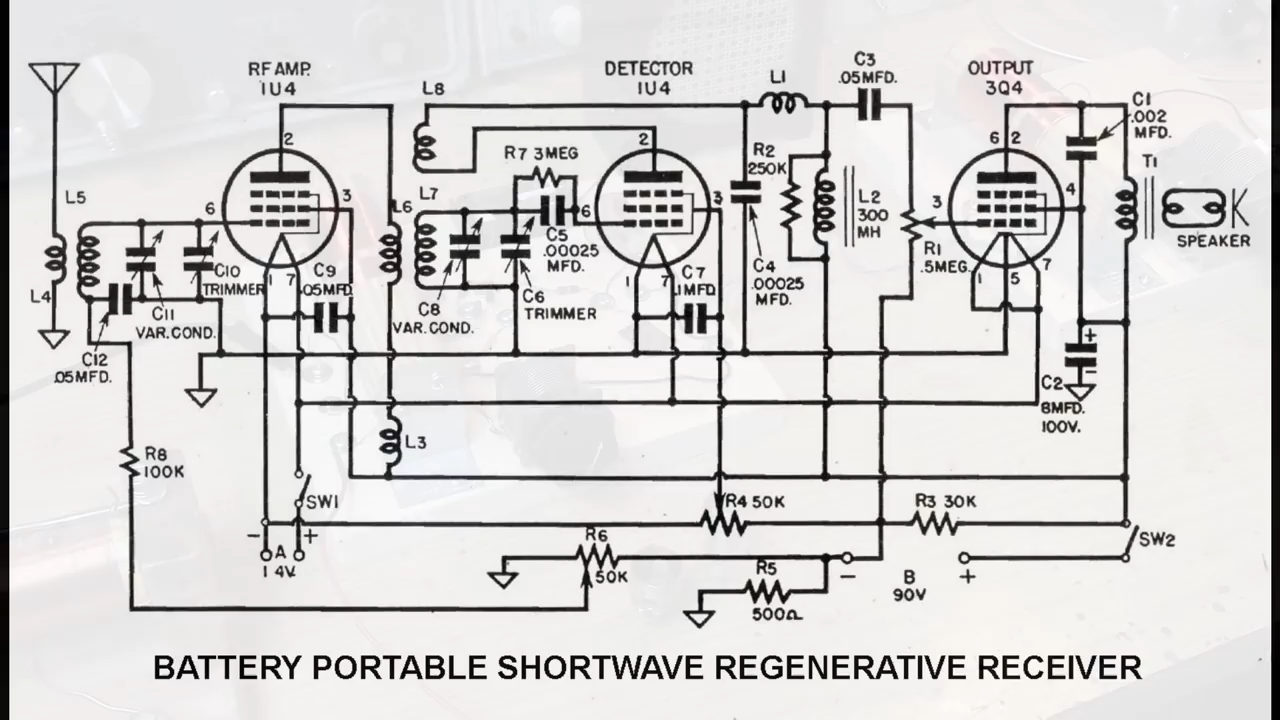 RF AMP.
1U4
DETECTOR
1U4
OUTPUT
3Q4
L8
L1
C3
.05MFD.
C1
.002
MFD.
2
2
6 2
R7 3MEG
R2
250K
T1
L5
6
3
L6
L7
6
3
L2
300
MH
3
4
C5
.00025
MFD.
R1
.5MEG.
SPEAKER
L4
C10
TRIMMER
1
7
C9
.05MFD.
C11
VAR.COND.
C8
VAR.COND.
C6
TRIMMER
1
7
C7
.1MFD
C4
.00025
MFD.
1
5
7
C12
.05MFD.
+
-
C2
8MFD.
100V.
L3
R8
100K
SW1
R4 50K
R3 30K
SW2
-
A
+
1.4V.
R6
50K
R5
500Ω
-
B
90V
+
BATTERY PORTABLE SHORTWAVE REGENERATIVE RECEIVER